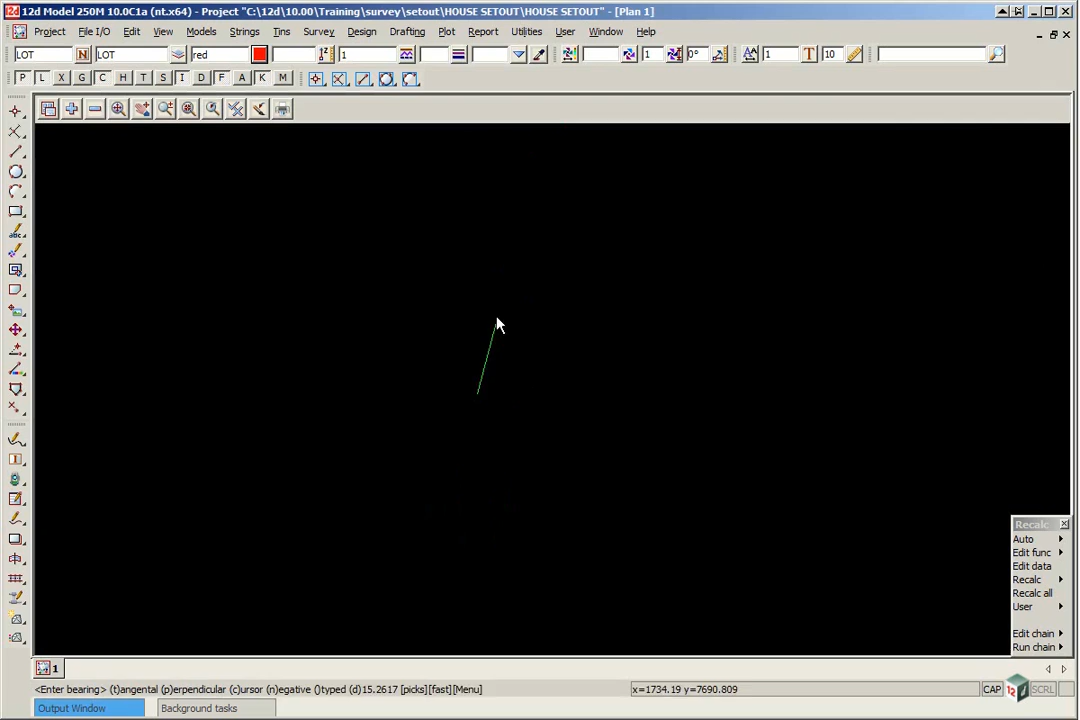 12d Model 250M 10.0C1a (nt.x64) - Project "C:\12d\10.00\Training\survey\setout\HOUSE SETOUT\HOUSE SETOUT" - [Plan 1]
Project File I/O Edit View Models Strings Tins Survey Design Drafting Plot Report Utilities User Window Help
LOT N LOT red 1 1 0° 1 T 10
P L X G C H T S I D F A K M
Recalc
Auto
Edit func
Edit data
Recalc
Recalc all
User
Edit chain
Run chain
1
<Enter bearing> (t)angental (p)erpendicular (c)ursor (n)egative ()typed (d)15.2617 [picks][fast][Menu] x=1734.19 y=7690.809 CAP SCRL
Output Window Background tasks